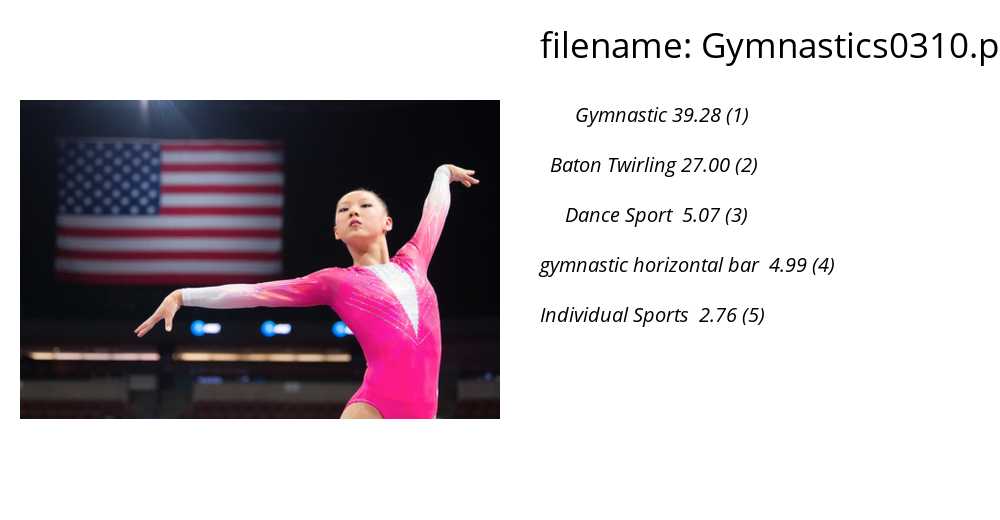 filename: Gymnastics0310.p
Gymnastic 39.28 (1)
Baton Twirling 27.00 (2)
Dance Sport 5.07 (3)
gymnastic horizontal bar 4.99 (4)
Individual Sports 2.76 (5)